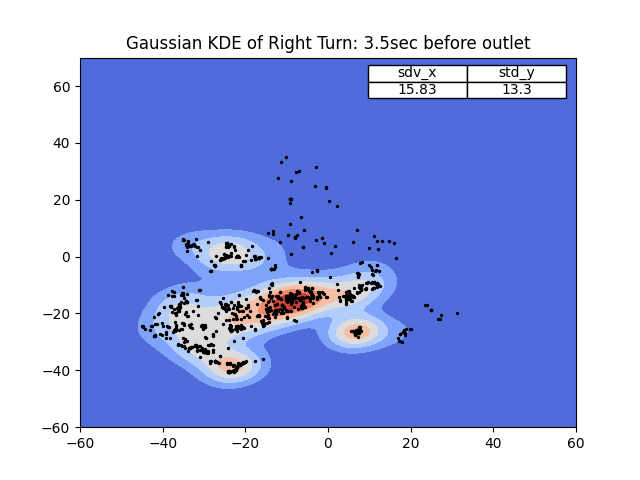 Gaussian KDE of Right Turn: 3.5sec before outlet
sdv_x std_y
15.83 13.3
60
40
20
0
−20
−40
−60
−60 −40 −20 0 20 40 60